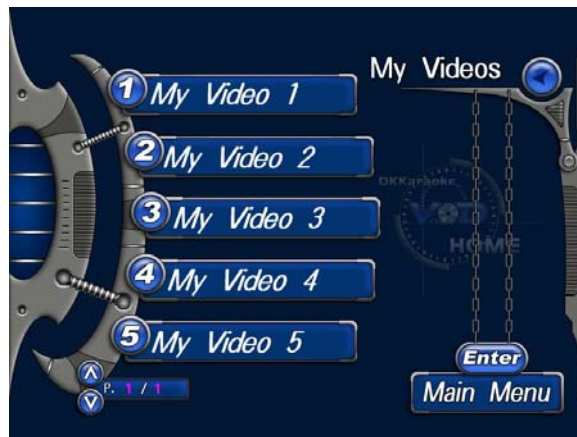 My Videos
1 My Video 1
2 My Video 2
3 My Video 3
4 My Video 4
5 My Video 5
DKKaraoke
VOD
HOME
P. 1 / 1
Enter
Main Menu